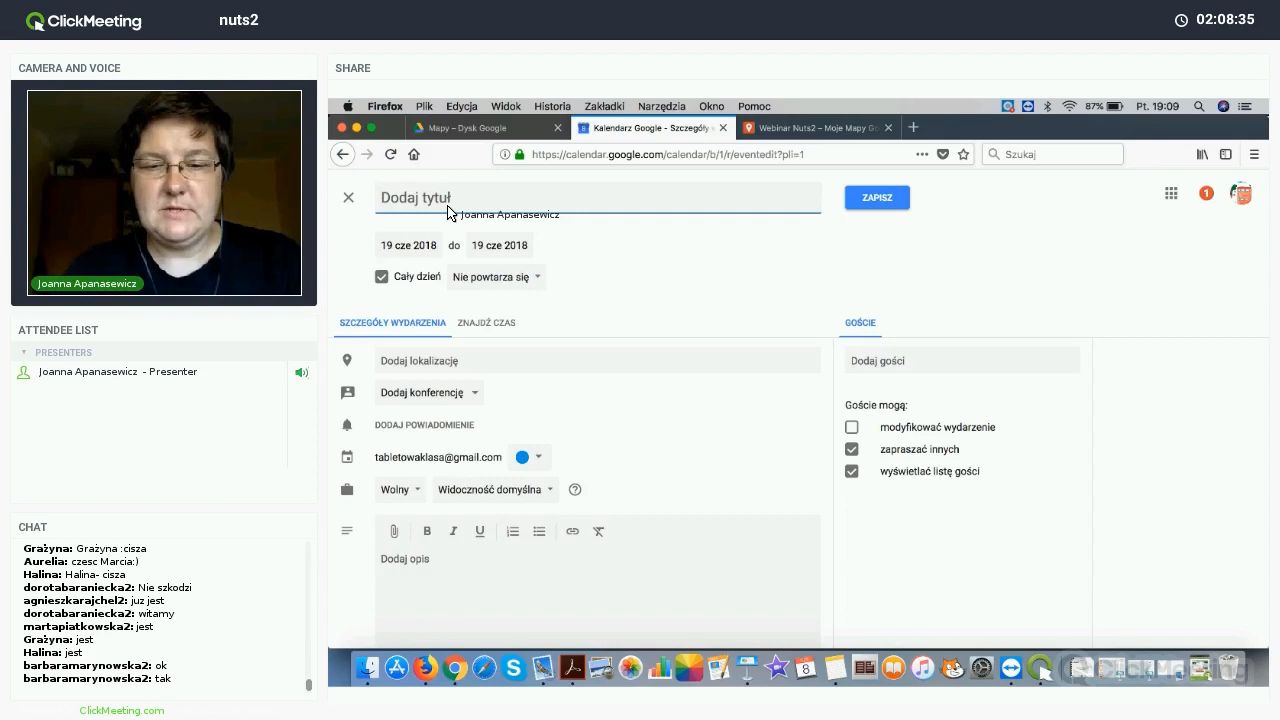 ClickMeeting
nuts2
02:08:35
CAMERA AND VOICE
Joanna Apanasewicz
ATTENDEE LIST
PRESENTERS
Joanna Apanasewicz - Presenter
CHAT
Grażyna: Grażyna :cisza
Aurelia: czesc Marcia:)
Halina: Halina- cisza
dorotabaraniecka2: Nie szkodzi
agnieszkarajchel2: juz jest
dorotabaraniecka2: witamy
martapiatkowska2: jest
Grażyna: jest
Halina: jest
barbaramarynowska2: ok
barbaramarynowska2: tak
ClickMeeting.com
SHARE
Firefox Plik Edycja Widok Historia Zakładki Narzędzia Okno Pomoc
87% Pt. 19:09
Mapy – Dysk Google
Kalendarz Google - Szczegóły
Webinar Nuts2 – Moje Mapy Go
https://calendar.google.com/calendar/b/1/r/eventedit?pli=1
Szukaj
Dodaj tytuł
Joanna Apanasewicz
ZAPISZ
1
19 cze 2018 do 19 cze 2018
Cały dzień Nie powtarza się
SZCZEGÓŁY WYDARZENIA ZNAJDŹ CZAS
Dodaj lokalizację
Dodaj konferencję
DODAJ POWIADOMIENIE
tabletowaklasa@gmail.com
Wolny Widoczność domyślna
B I U
Dodaj opis
GOŚCIE
Dodaj gości
Goście mogą:
modyfikować wydarzenie
zapraszać innych
wyświetlać listę gości
8